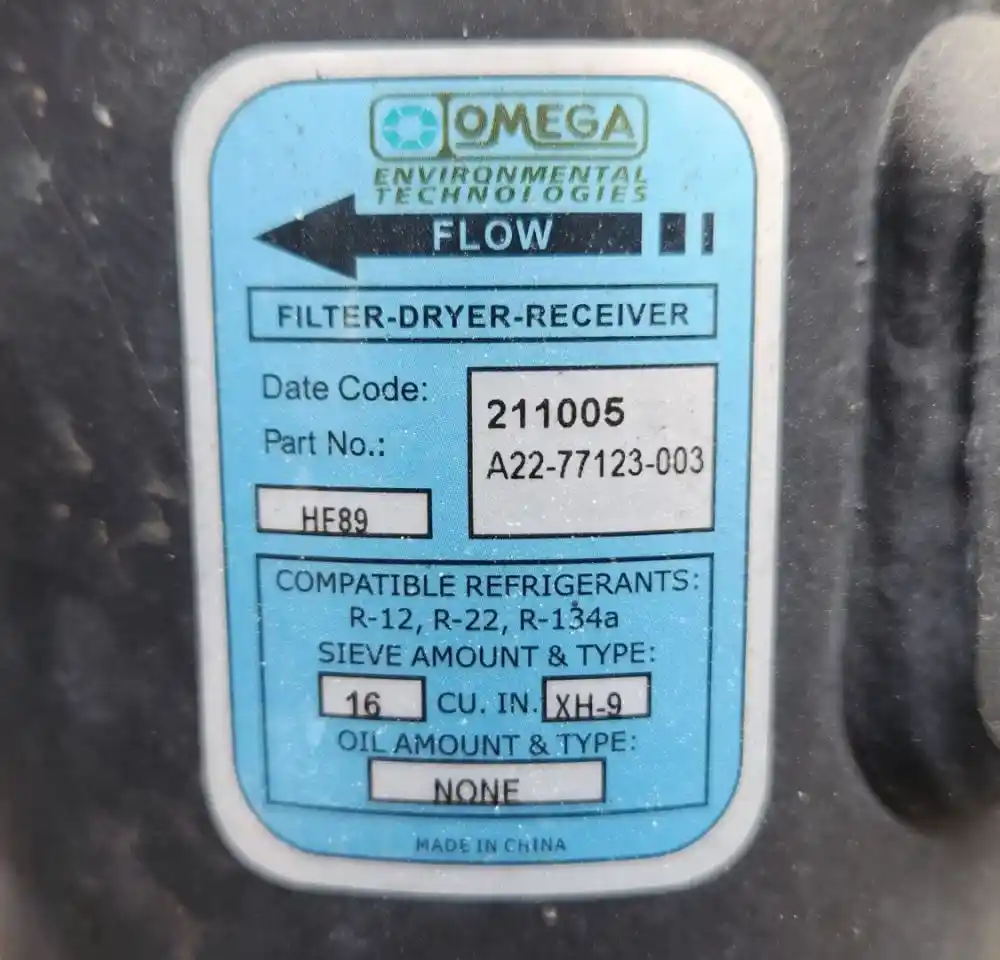 OMEGA
ENVIRONMENTAL
TECHNOLOGIES
FLOW
FILTER-DRYER-RECEIVER
Date Code: 211005
Part No.: A22-77123-003
HF89
COMPATIBLE REFRIGERANTS:
R-12, R-22, R-134a
SIEVE AMOUNT & TYPE:
16 CU. IN. XH-9
OIL AMOUNT & TYPE:
NONE
MADE IN CHINA